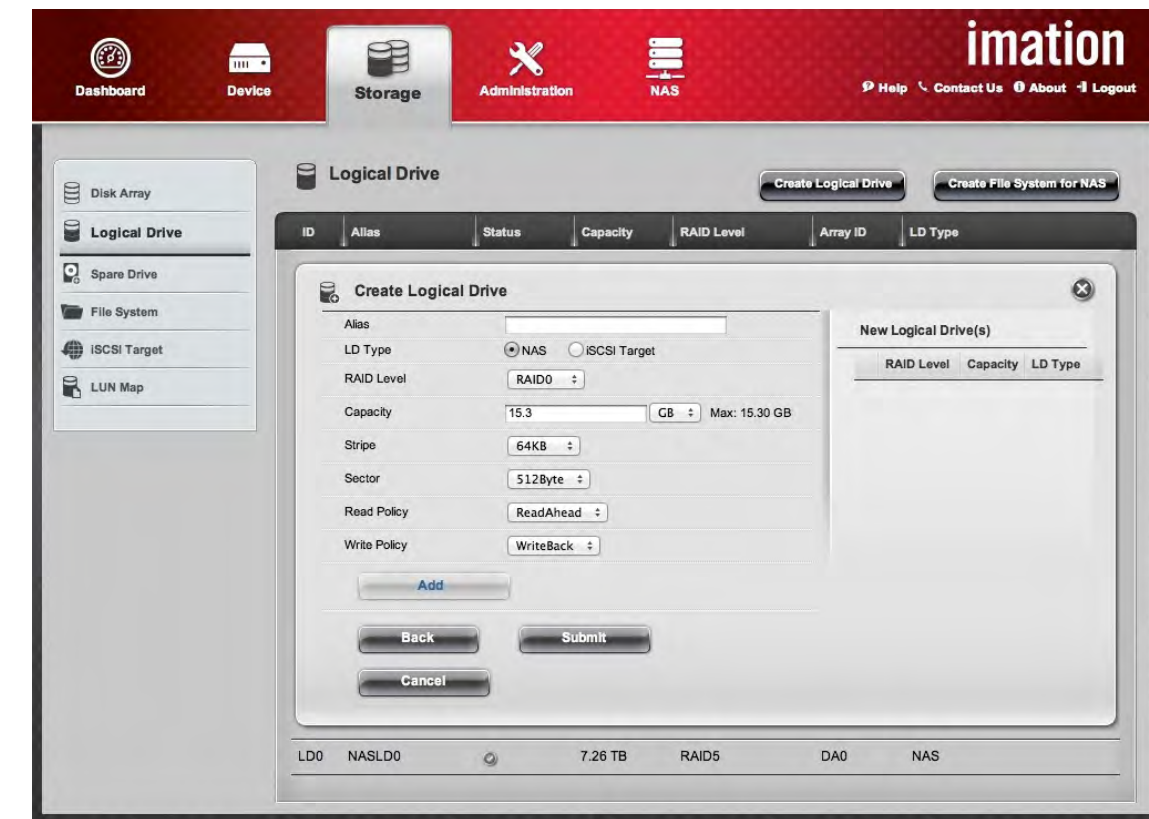 imation
Dashboard Device Storage Administration NAS
Help Contact Us About Logout
Logical Drive
Create Logical Drive Create File System for NAS
Disk Array
Logical Drive
Spare Drive
File System
iSCSI Target
LUN Map
ID Alias Status Capacity RAID Level Array ID LD Type
Create Logical Drive
Alias
LD Type NAS iSCSI Target
RAID Level RAID0
Capacity 15.3 GB Max: 15.30 GB
Stripe 64KB
Sector 512Byte
Read Policy ReadAhead
Write Policy WriteBack
Add
Back Submit
Cancel
New Logical Drive(s)
RAID Level Capacity LD Type
LD0 NASLD0 7.26 TB RAID5 DA0 NAS